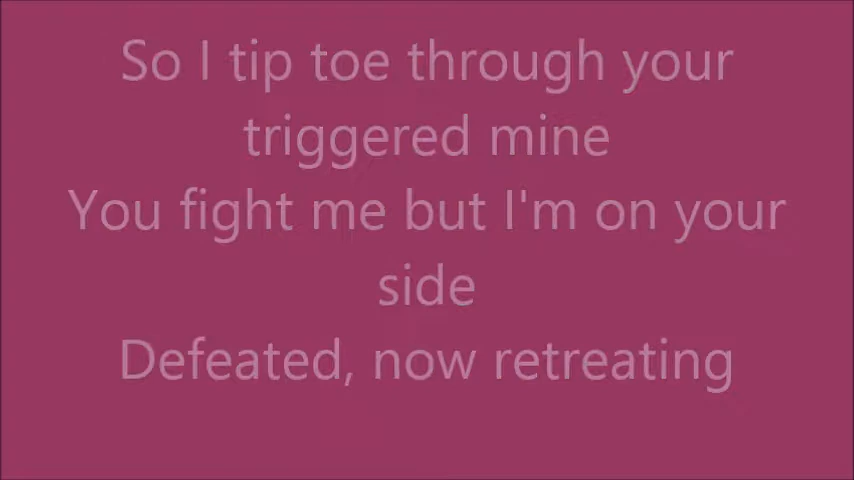 So I tip toe through your
triggered mine
You fight me but I'm on your
side
Defeated, now retreating